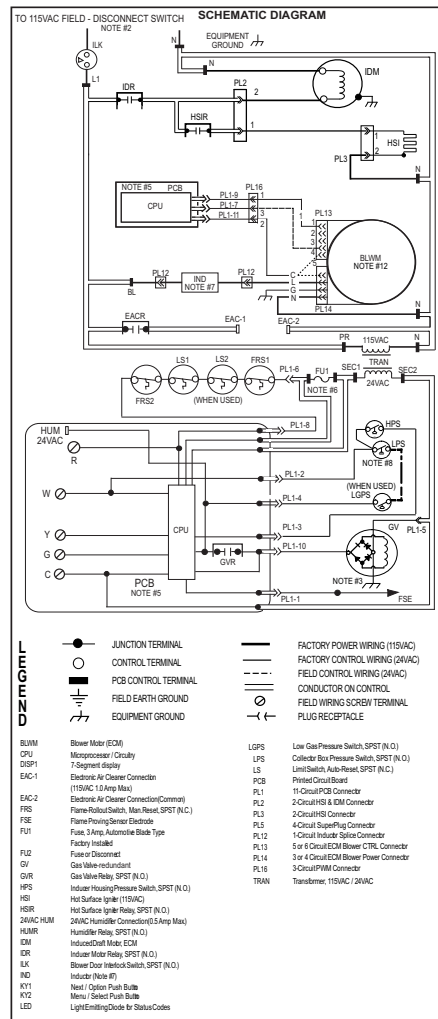 SCHEMATIC DIAGRAM
TO 115VAC FIELD - DISCONNECT SWITCH
NOTE #2
EQUIPMENT
GROUND
N
ILK
N
L1
IDM
IDR
PL2
2
HSIR
1
1
HSI
2
PL3
N
NOTE #5 PCB
CPU
PL1-9
PL1-7
PL1-11
PL16
1
2
3
2
1
PL13
1
2
3
4
5
BLWM
NOTE #12
C
L
G
N
PL14
PL12
IND
NOTE #7
PL12
BL
N
EACR
EAC-1
EAC-2
PR
115VAC
N
TRAN
24VAC
SEC1
SEC2
LS1
LS2
FRS1
PL1-6
FU1
NOTE #6
FRS2
(WHEN USED)
HUM
24VAC
R
PL1-8
HPS
LPS
NOTE #8
W
PL1-2
(WHEN USED)
LGPS
PL1-4
CPU
Y
PL1-3
GV
PL1-5
G
GVR
PL1-10
C
PCB
NOTE #5
NOTE #3
PL1-1
FSE
LEGEND
JUNCTION TERMINAL
CONTROL TERMINAL
PCB CONTROL TERMINAL
FIELD EARTH GROUND
EQUIPMENT GROUND
FACTORY POWER WIRING (115VAC)
FACTORY CONTROL WIRING (24VAC)
FIELD CONTROL WIRING (24VAC)
CONDUCTOR ON CONTROL
FIELD WIRING SCREW TERMINAL
PLUG RECEPTACLE
BLWM Blower Motor (ECM)
CPU Microprocessor / Circuitry
DISP1 7-Segment display
EAC-1 Electronic Air Cleaner Connection
(115VAC 1.0 Amp Max)
EAC-2 Electronic Air Cleaner Connection(Common)
FRS Flame-Rollout Switch, Man.Reset, SPST (N.C.)
FSE Flame Proving Sensor Electrode
FU1 Fuse, 3 Amp, Automotive Blade Type
Factory Installed
FU2 Fuse or Disconnect
GV Gas Valve-redundant
GVR Gas Valve Relay, SPST (N.O.)
HPS Inducer Housing Pressure Switch, SPST (N.O.)
HSI Hot Surface Igniter (115VAC)
HSIR Hot Surface Igniter Relay, SPST (N.O.)
24VAC HUM 24VAC Humidifier Connection(0.5 Amp Max)
HUMR Humidifier Relay, SPST (N.O.)
IDM Induced Draft Motor, ECM
IDR Inducer Motor Relay, SPST (N.O.)
ILK Blower Door Interlock Switch, SPST (N.O.)
IND Inductor (Note #7)
KY1 Next / Option Push Button
KY2 Menu / Select Push Button
LED Light Emitting Diode for Status Codes
LGPS Low Gas Pressure Switch, SPST (N.O.)
LPS Collector Box Pressure Switch, SPST (N.O.)
LS Limit Switch, Auto-Reset, SPST (N.C.)
PCB Printed Circuit Board
PL1 11-Circuit PCB Connector
PL2 2-Circuit HSI & IDM Connector
PL3 2-Circuit HSI Connector
PL5 4-Circuit SuperPlug Connector
PL12 1-Circuit Inductor Splice Connector
PL13 5 or 6 Circuit ECM Blower CTRL Connector
PL14 3 or 4 Circuit ECM Blower Power Connector
PL16 3-Circuit PWM Connector
TRAN Transformer, 115VAC / 24VAC